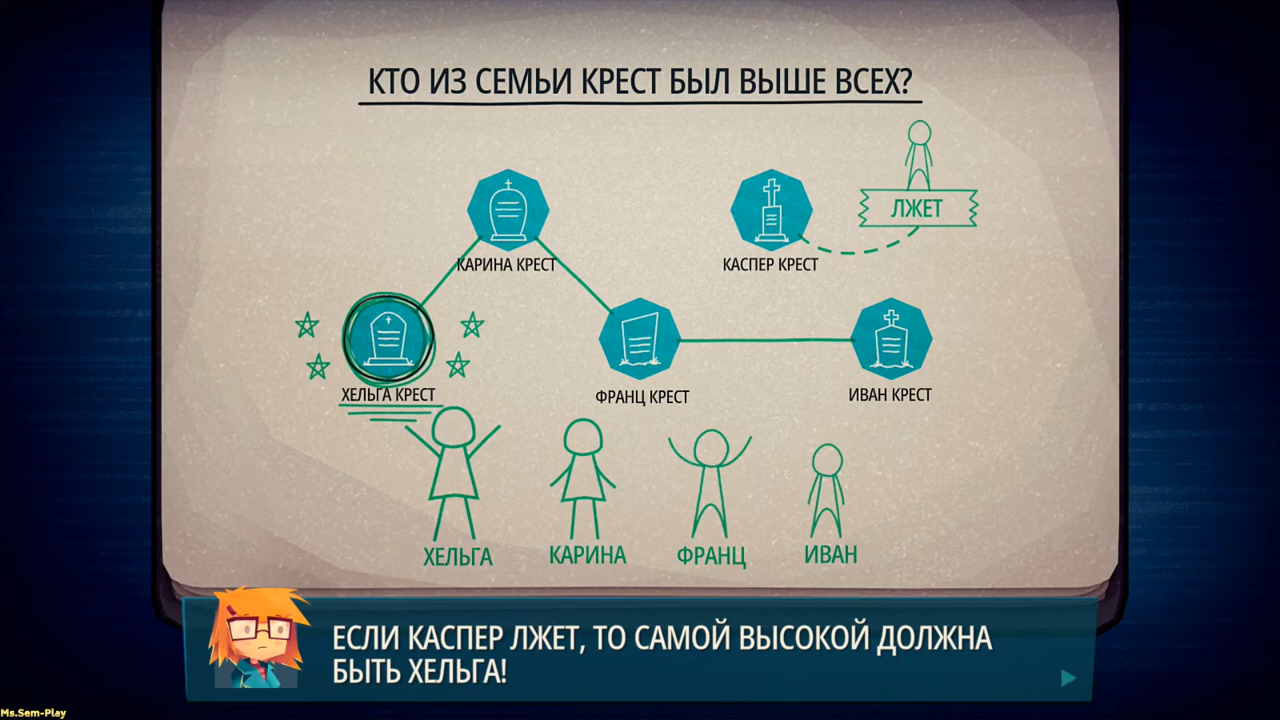 КТО ИЗ СЕМЬИ КРЕСТ БЫЛ ВЫШЕ ВСЕХ?
ЛЖЕТ
КАРИНА КРЕСТ
КАСПЕР КРЕСТ
ХЕЛЬГА КРЕСТ
ФРАНЦ КРЕСТ
ИВАН КРЕСТ
ХЕЛЬГА
КАРИНА
ФРАНЦ
ИВАН
ЕСЛИ КАСПЕР ЛЖЕТ, ТО САМОЙ ВЫСОКОЙ ДОЛЖНА
БЫТЬ ХЕЛЬГА!
Ms.Sem-Play